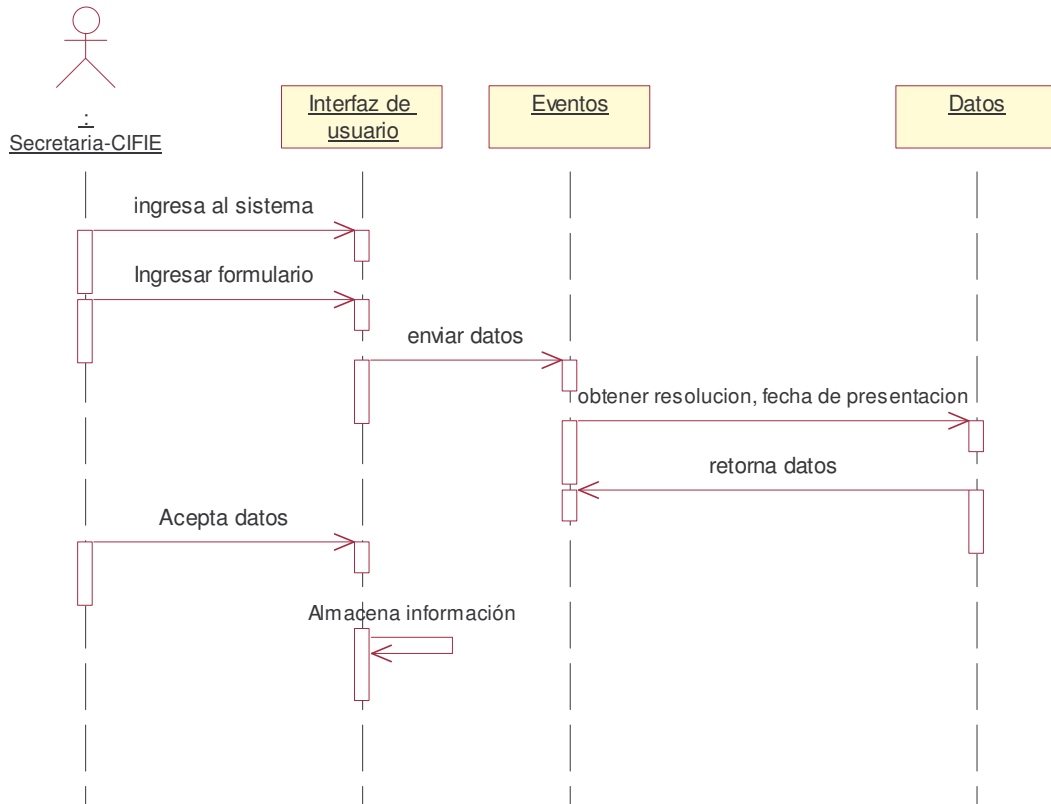 :
Secretaria-CIFIE
Interfaz de
usuario
Eventos
Datos
ingresa al sistema
Ingresar formulario
enviar datos
obtener resolucion, fecha de presentacion
retorna datos
Acepta datos
Almacena información